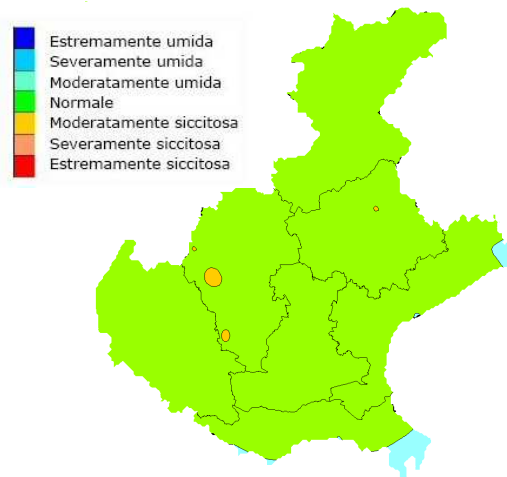 Estremamente umida
Severamente umida
Moderatamente umida
Normale
Moderatamente siccitosa
Severamente siccitosa
Estremamente siccitosa